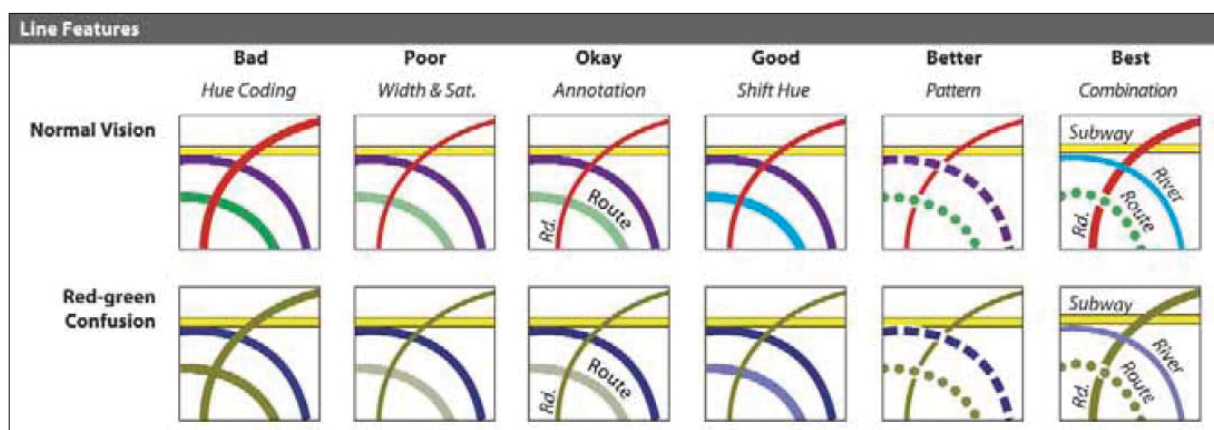 Line Features
Bad Poor Okay Good Better Best
Hue Coding Width & Sat. Annotation Shift Hue Pattern Combination
Normal Vision
Rd. Route
Subway River Rd. Route
Red-green
Confusion
Rd. Route
Subway River Rd. Route